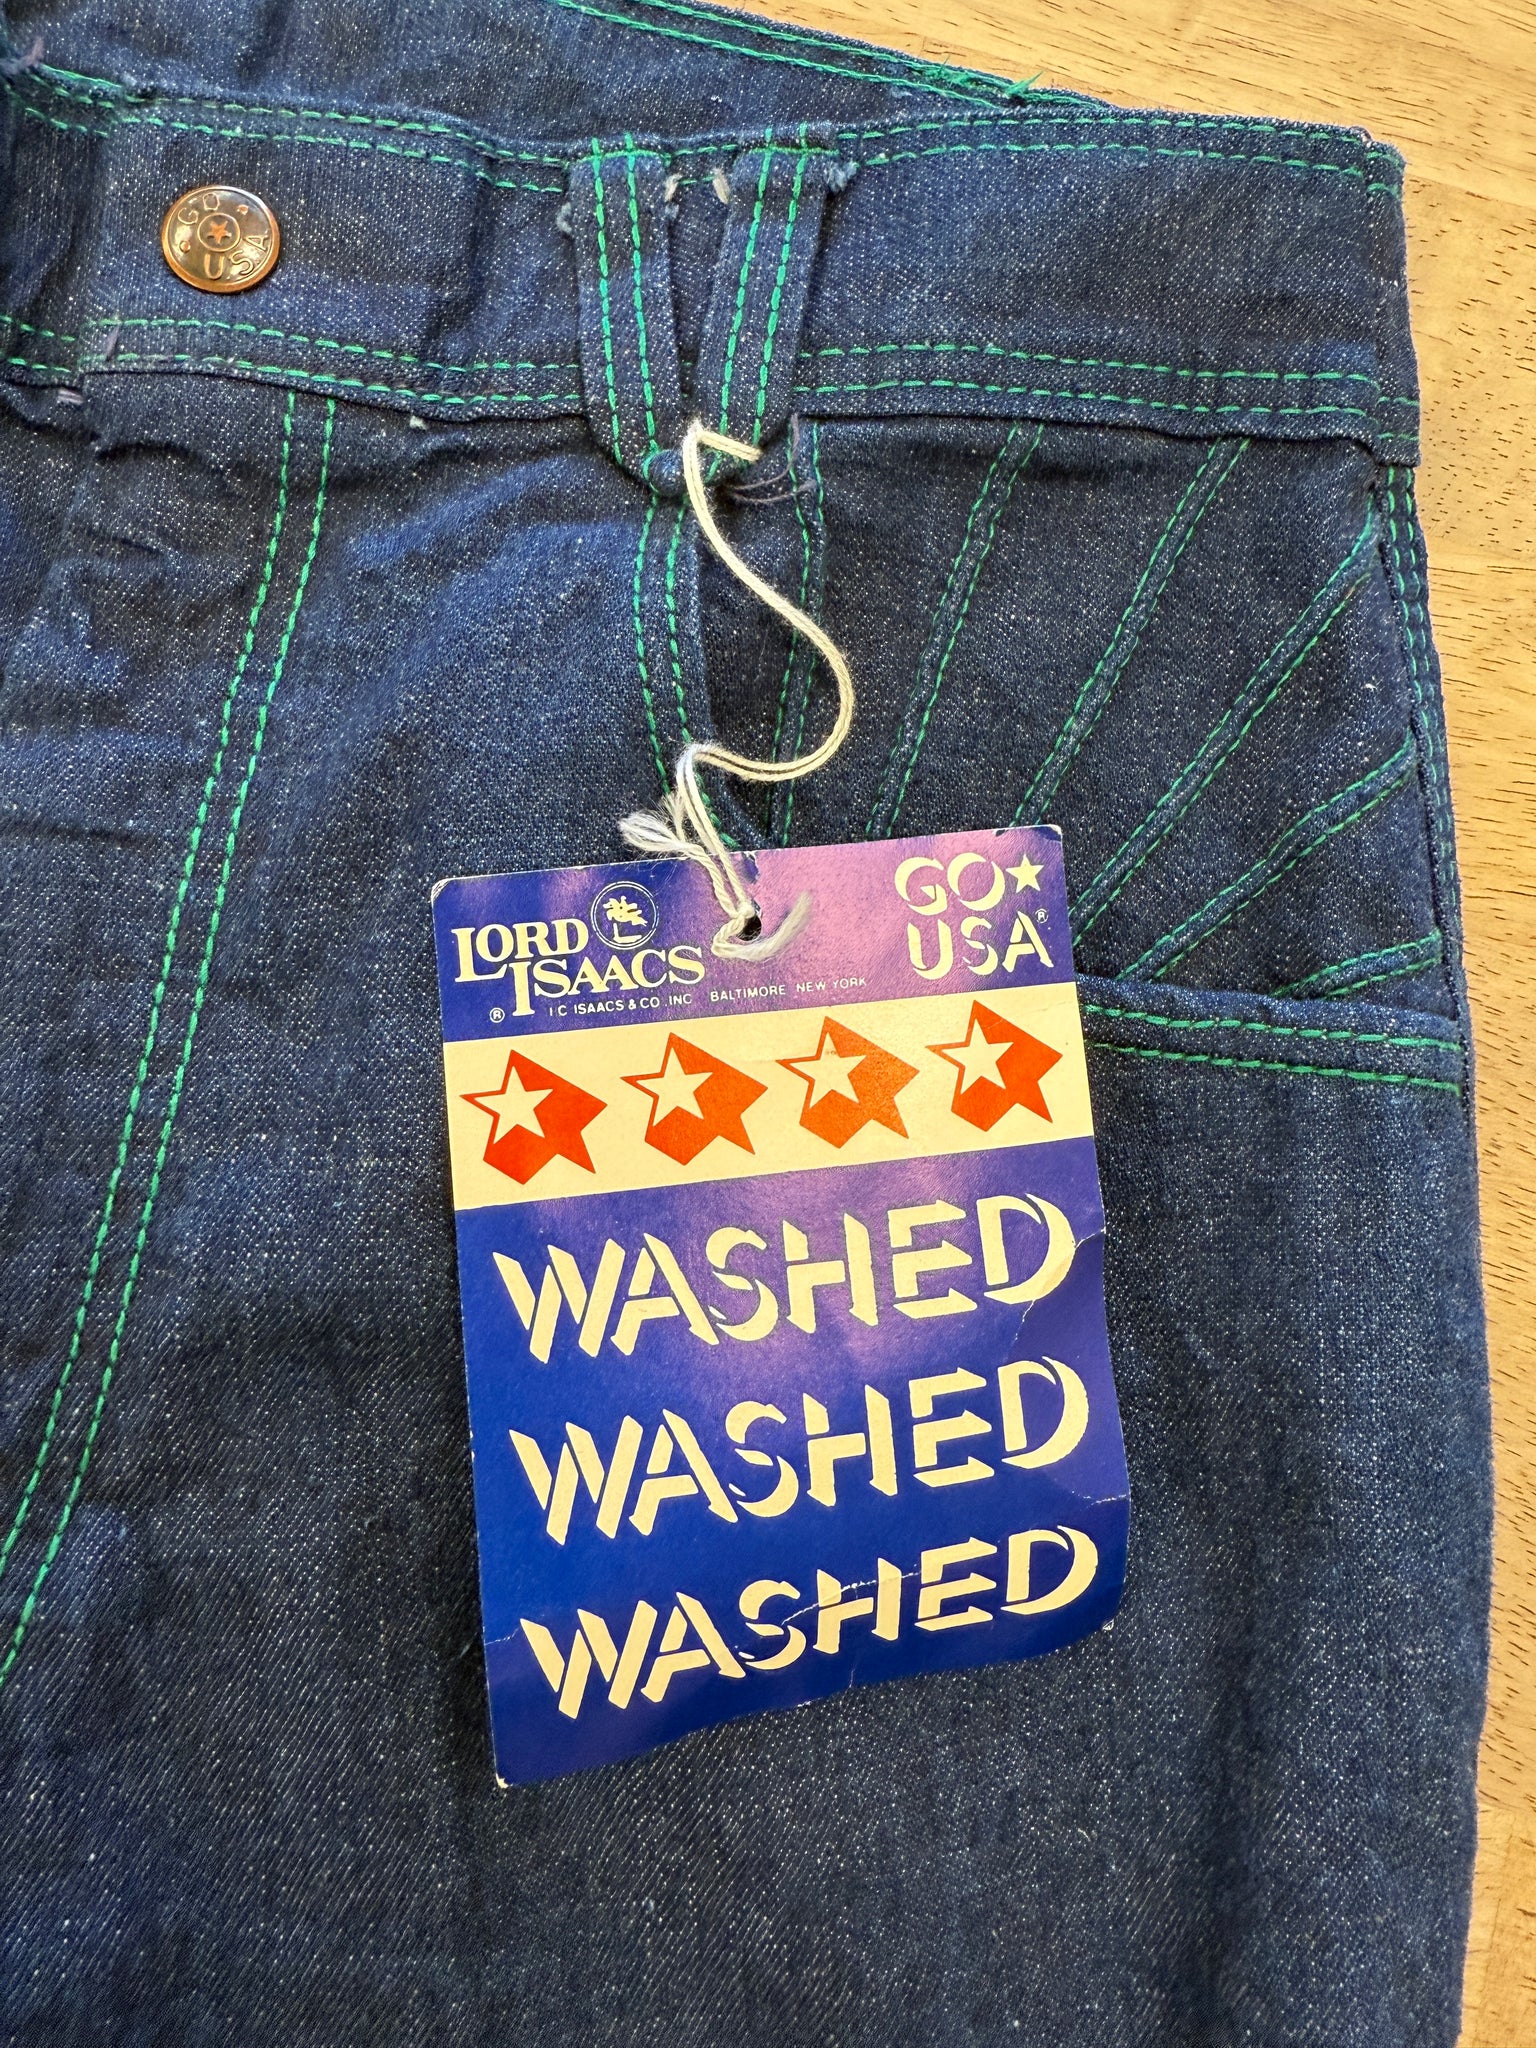 GO
USA
LORD
ISAACS
®
I C ISAACS & CO. INC BALTIMORE NEW YORK
GO
USA®
WASHED
WASHED
WASHED